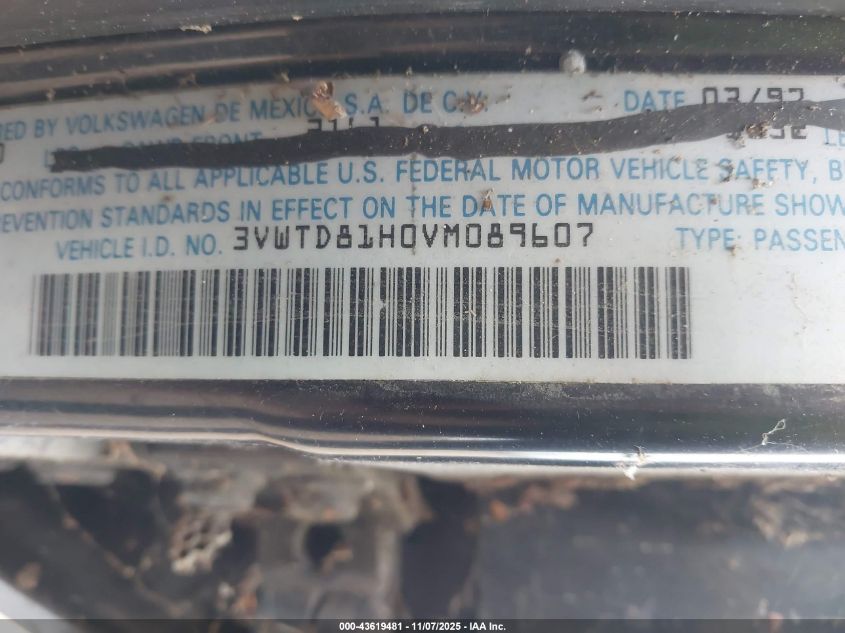 RED BY VOLKSWAGEN DE MEXICO, S.A. DE C.V. DATE 03/97
CONFORMS TO ALL APPLICABLE U.S. FEDERAL MOTOR VEHICLE SAFETY, B
EVENTION STANDARDS IN EFFECT ON THE DATE OF MANUFACTURE SHOW
VEHICLE I.D. NO. 3VWTD81H0VM089607 TYPE: PASSEN
000-43619481 - 11/07/2025 - IAA Inc.